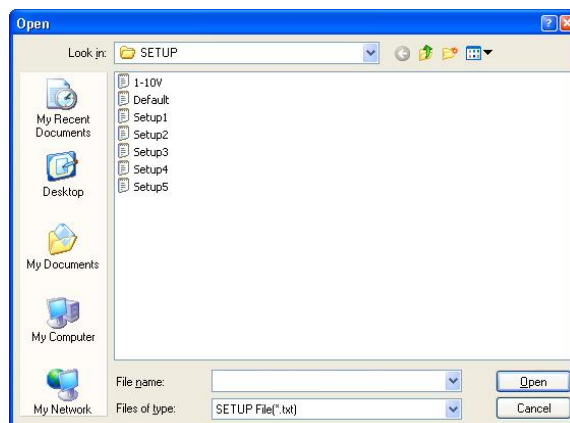 Open
Look in:
SETUP
My Recent
Documents
Desktop
My Documents
My Computer
My Network
1-10V
Default
Setup1
Setup2
Setup3
Setup4
Setup5
File name:
Open
Files of type:
SETUP File(*.txt)
Cancel